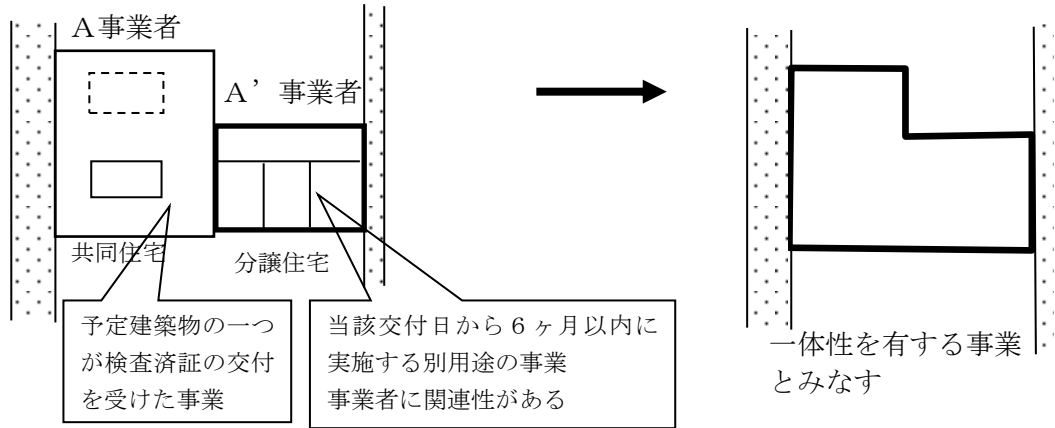 A事業者
A’ 事業者
共同住宅
分譲住宅
予定建築物の一つ
が検査済証の交付
を受けた事業
当該交付日から６ヶ月以内に
実施する別用途の事業
事業者に関連性がある
一体性を有する事業
とみなす